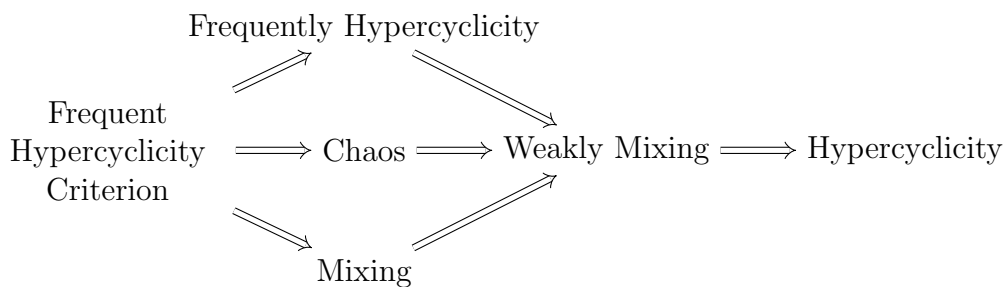 Frequently Hypercyclicity
Frequent
Hypercyclicity
Criterion
Chaos
Weakly Mixing
Hypercyclicity
Mixing